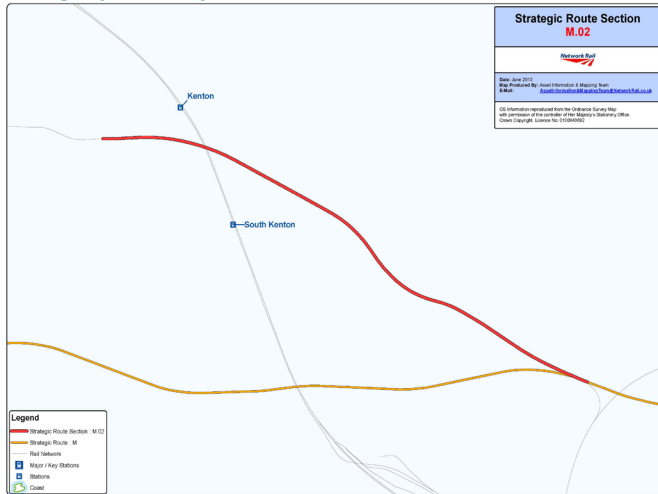 Strategic Route Section
M.02
NetworkRail
Date: June 2010
Map Produced By: Asset Information & Mapping Team
E-Mail: AssetInformation&MappingTeam@NetworkRail.co.uk
OS Information reproduced from the Ordnance Survey Map
with permission of the controller of Her Majesty's Stationery Office.
Crown Copyright. Licence No.
Kenton
South Kenton
Legend
Strategic Route Section : M.02
Strategic Route : M
Rail Network
Major / Key Stations
Stations
Coast